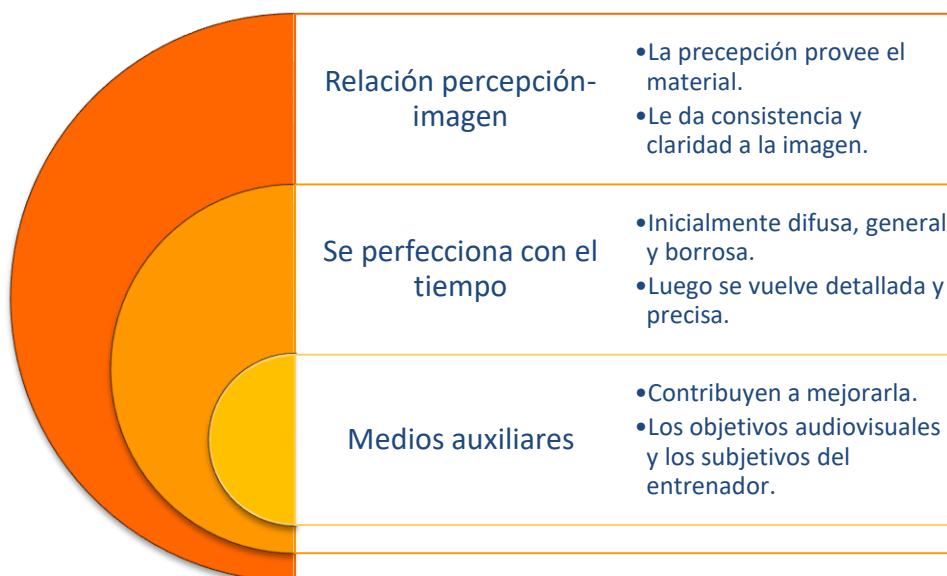 Relación percepción-
imagen
•La precepción provee el
material.
•Le da consistencia y
claridad a la imagen.
Se perfecciona con el
tiempo
•Inicialmente difusa, general
y borrosa.
•Luego se vuelve detallada y
precisa.
Medios auxiliares
•Contribuyen a mejorarla.
•Los objetivos audiovisuales
y los subjetivos del
entrenador.